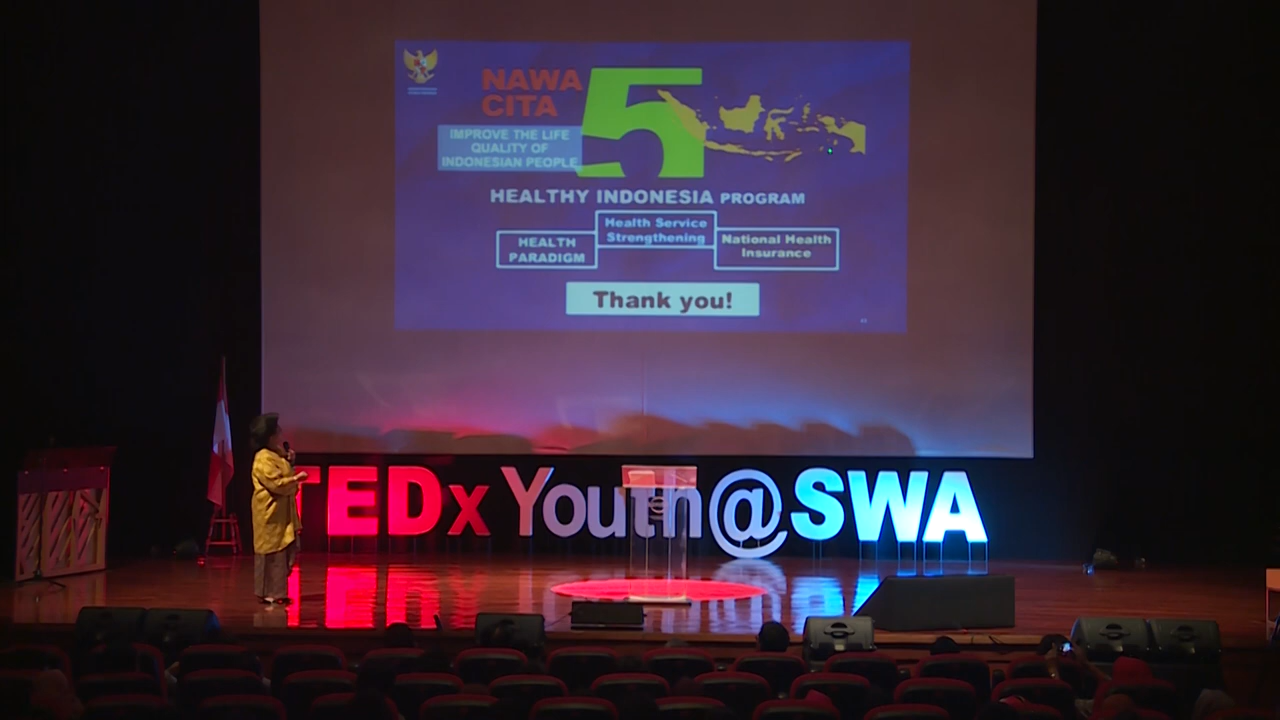 NAWA
CITA
5
IMPROVE THE LIFE
QUALITY OF
INDONESIAN PEOPLE
HEALTHY INDONESIA PROGRAM
HEALTH
PARADIGM
Health Service
Strengthening
National Health
Insurance
Thank you!
TEDx Youth@SWA